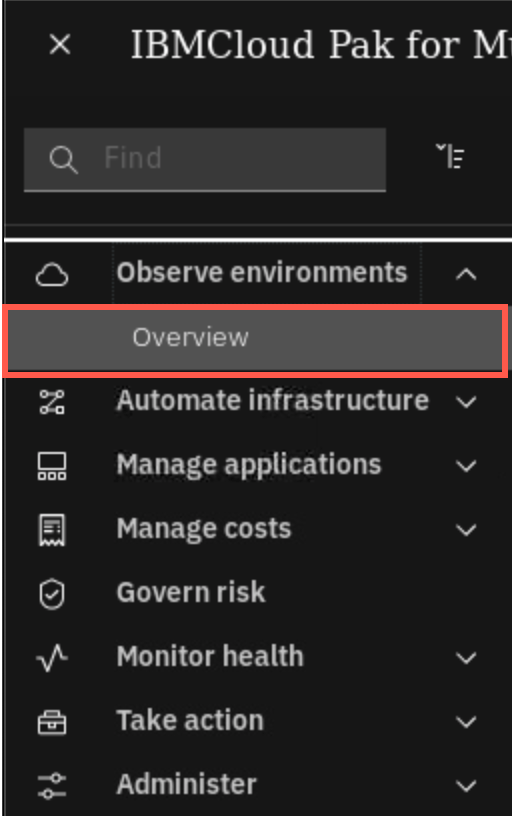 IBMCloud Pak for Mu
Find
Observe environments
Overview
Automate infrastructure
Manage applications
Manage costs
Govern risk
Monitor health
Take action
Administer